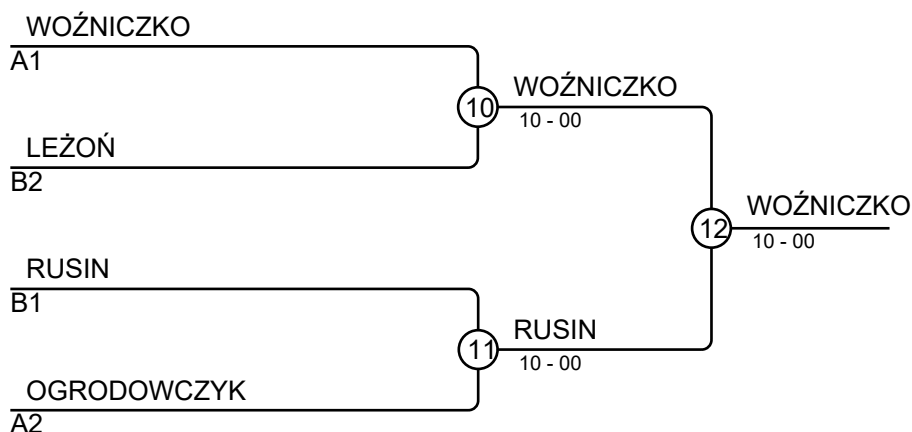 WOŹNICZKO
A1
10
WOŹNICZKO
10 - 00
LEŻOŃ
B2
12
WOŹNICZKO
10 - 00
RUSIN
B1
11
RUSIN
10 - 00
OGRODOWCZYK
A2